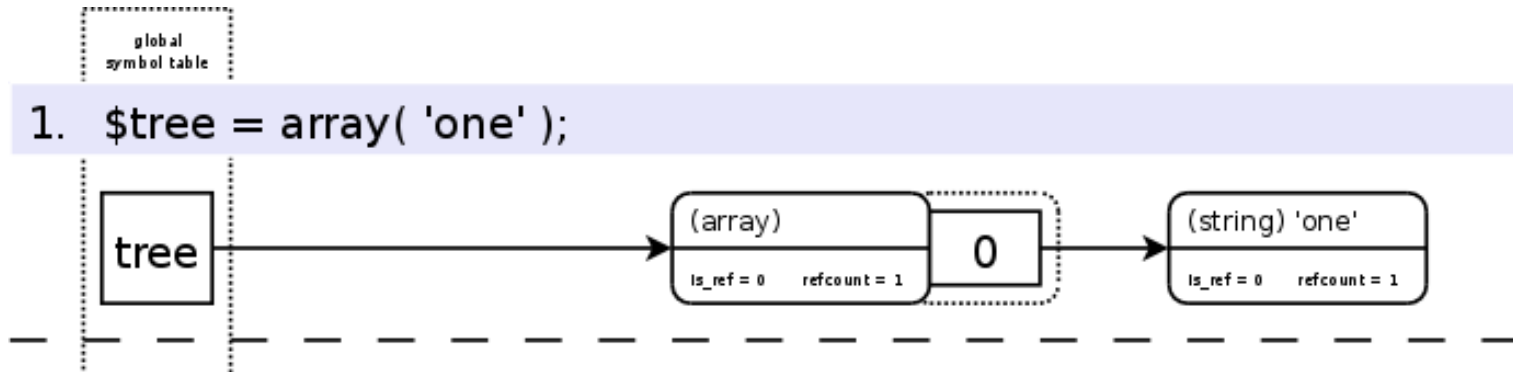 global
symbol table
1. $tree = array( 'one' );
tree
(array)
is_ref = 0 refcount = 1
0
(string) 'one'
is_ref = 0 refcount = 1